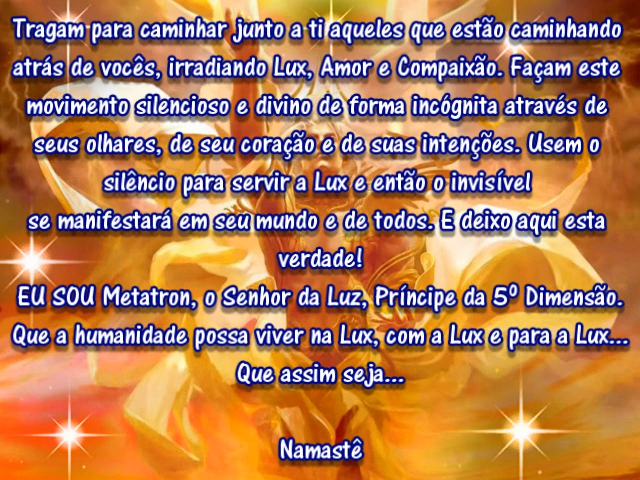 Tragam para caminhar junto a ti aqueles que estão caminhando
atrás de vocês, irradiando Lux, Amor e Compaixão. Façam este
movimento silencioso e divino de forma incógnita através de
seus olhares, de seu coração e de suas intenções. Usem o
silêncio para servir a Lux e então o invisível
se manifestará em seu mundo e de todos. E deixo aqui esta
verdade!
EU SOU Metatron, o Senhor da Luz, Príncipe da 5º Dimensão.
Que a humanidade possa viver na Lux, com a Lux e para a Lux...
Que assim seja...
Namastê